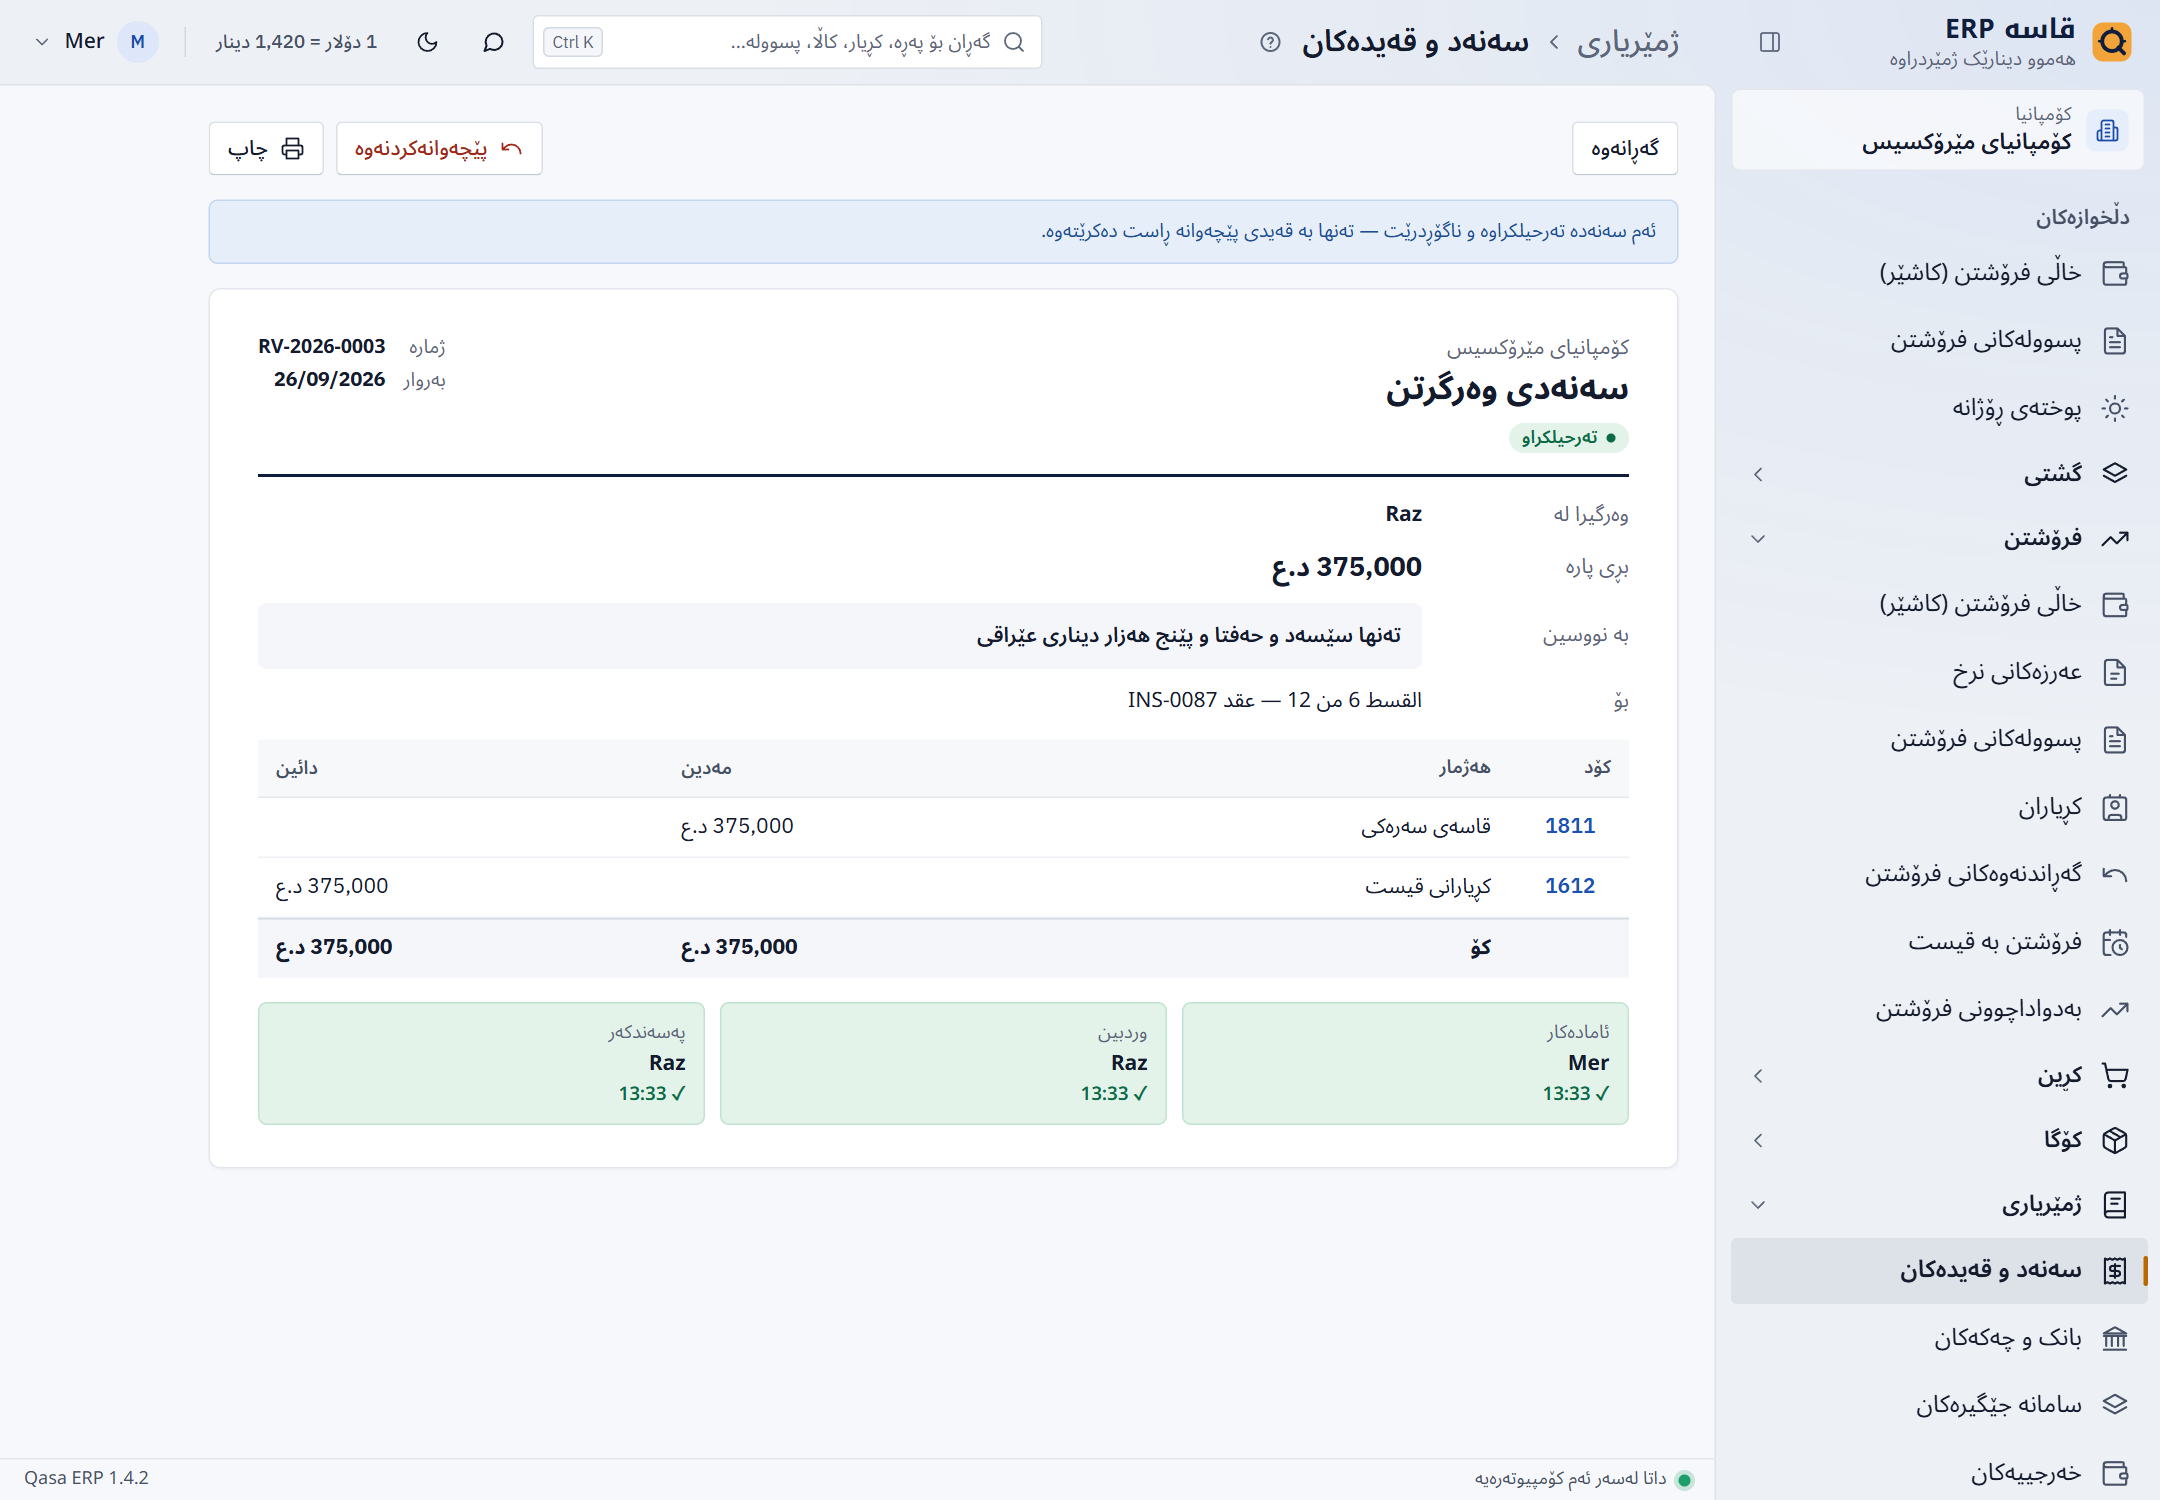 قاسە ERP
هەموو دینارێک ژمێردراوە
ژمێریاری
سەنەد و قەیدەکان
گەڕان بۆ پەڕە، کڕیار، کاڵا، پسوولە...
Ctrl K
1 دۆلار = 1,420 دینار
M
Mer
کۆمپانیا
کۆمپانیای مێرۆکسیس
دڵخوازەکان
خاڵی فرۆشتن (کاشێر)
پسوولەکانی فرۆشتن
پوختەی ڕۆژانە
گشتی
فرۆشتن
خاڵی فرۆشتن (کاشێر)
عەرزەکانی نرخ
پسوولەکانی فرۆشتن
کڕیاران
گەڕاندنەوەکانی فرۆشتن
فرۆشتن بە قیست
بەدواداچوونی فرۆشتن
کڕین
کۆگا
ژمێریاری
سەنەد و قەیدەکان
بانک و چەکەکان
سامانە جێگیرەکان
خەرجییەکان
گەڕانەوە
پێچەوانەکردنەوە
چاپ
ئەم سەنەدە تەرحیلکراوە و ناگۆڕدرێت — تەنها بە قەیدی پێچەوانە ڕاست دەکرێتەوە.
کۆمپانیای مێرۆکسیس
سەنەدی وەرگرتن
تەرحیلکراو
ژمارە RV-2026-0003
بەروار 26/09/2026
وەرگیرا لە Raz
بڕی پارە 375,000 د.ع
بە نووسین تەنها سێسەد و حەفتا و پێنج هەزار دیناری عێراقی
بۆ القسط 6 من 12 — عقد INS-0087
کۆد هەژمار مەدین دائین
1811 قاسەی سەرەکی 375,000 د.ع
1612 کڕیارانی قیست 375,000 د.ع
کۆ 375,000 د.ع 375,000 د.ع
ئامادەکار
Mer
✓ 13:33
وردبین
Raz
✓ 13:33
پەسەندکەر
Raz
✓ 13:33
داتا لەسەر ئەم کۆمپیوتەرەیە
Qasa ERP 1.4.2